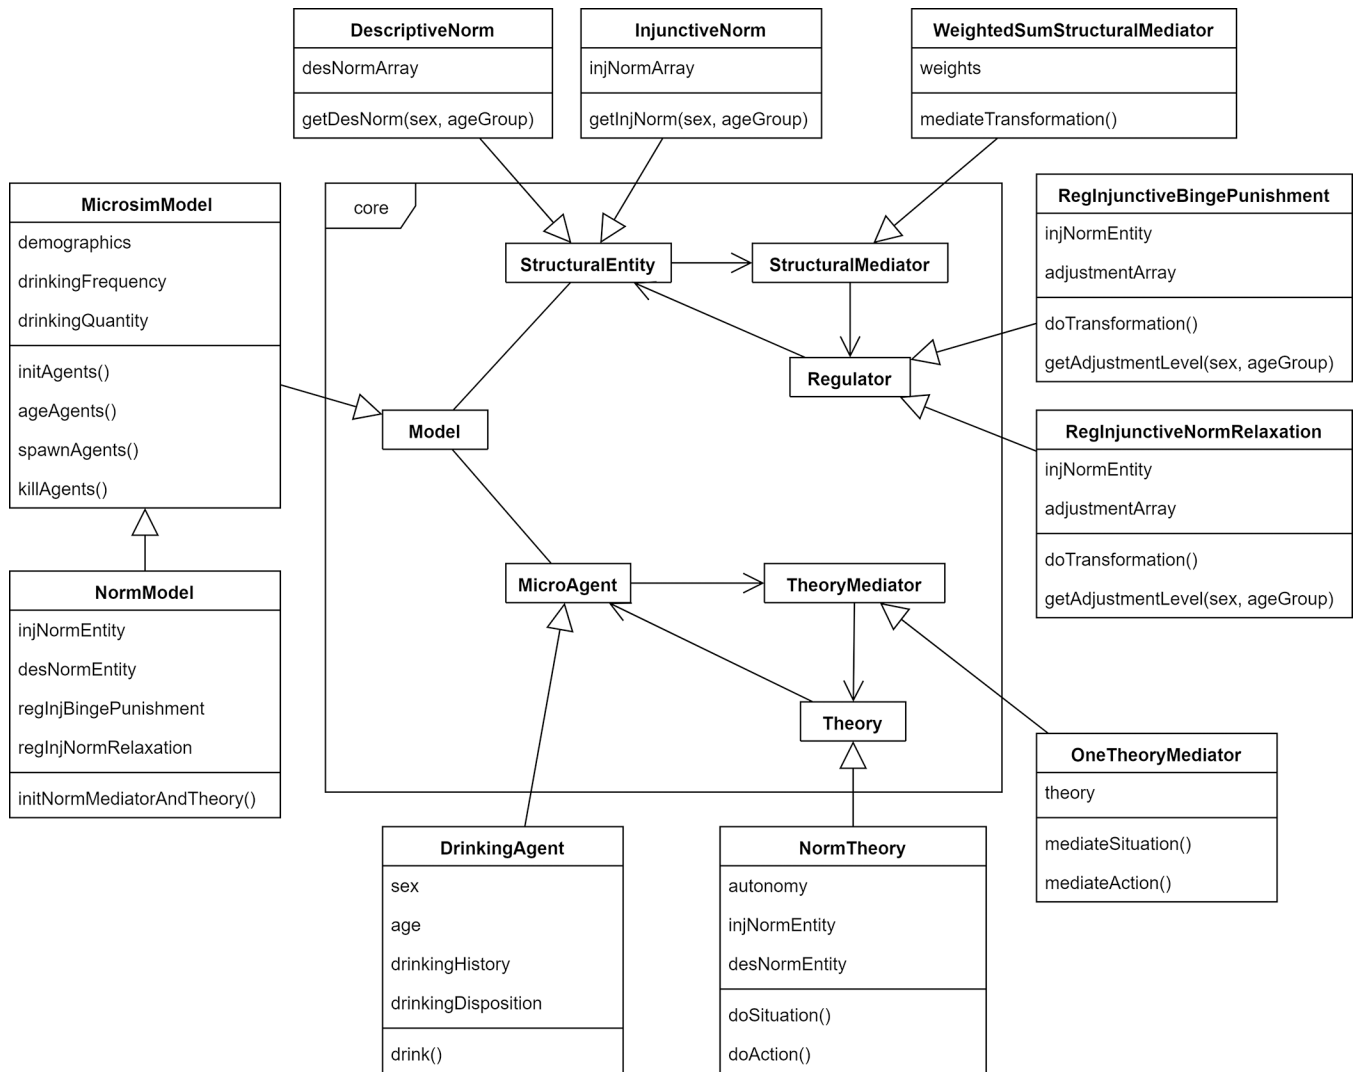 DescriptiveNorm
desNormArray
getDesNorm(sex, ageGroup)
InjunctiveNorm
injNormArray
getInjNorm(sex, ageGroup)
WeightedSumStructuralMediator
weights
mediateTransformation()
MicrosimModel
demographics
drinkingFrequency
drinkingQuantity
initAgents()
ageAgents()
spawnAgents()
killAgents()
core
StructuralEntity
StructuralMediator
Regulator
Model
RegInjunctiveBingePunishment
injNormEntity
adjustmentArray
doTransformation()
getAdjustmentLevel(sex, ageGroup)
RegInjunctiveNormRelaxation
injNormEntity
adjustmentArray
doTransformation()
getAdjustmentLevel(sex, ageGroup)
NormModel
injNormEntity
desNormEntity
regInjBingePunishment
regInjNormRelaxation
initNormMediatorAndTheory()
MicroAgent
TheoryMediator
Theory
OneTheoryMediator
theory
mediateSituation()
mediateAction()
DrinkingAgent
sex
age
drinkingHistory
drinkingDisposition
drink()
NormTheory
autonomy
injNormEntity
desNormEntity
doSituation()
doAction()